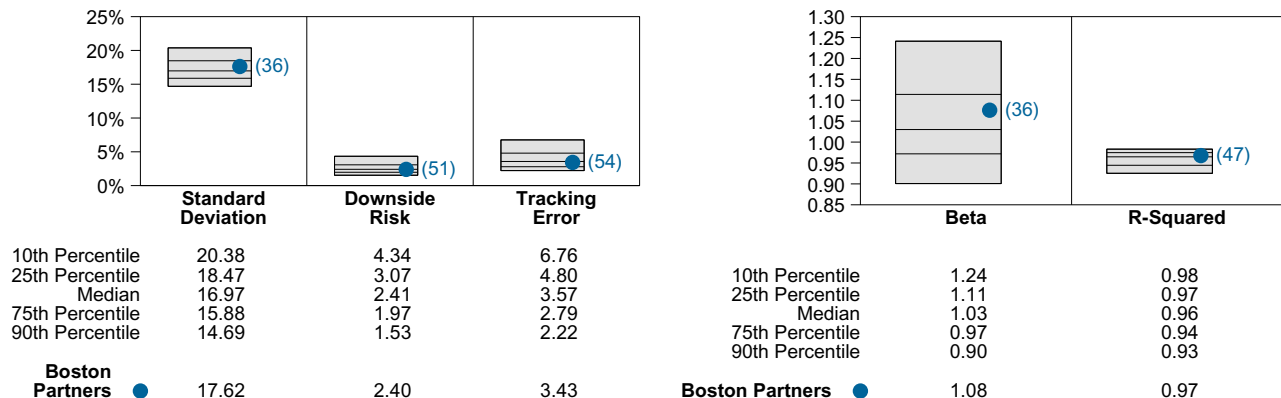 25%
20%
15%
10%
5%
0%
(36)
(51)
(54)
Standard Deviation
Downside Risk
Tracking Error
10th Percentile 20.38 4.34 6.76
25th Percentile 18.47 3.07 4.80
Median 16.97 2.41 3.57
75th Percentile 15.88 1.97 2.79
90th Percentile 14.69 1.53 2.22
Boston
Partners 17.62 2.40 3.43
1.30
1.25
1.20
1.15
1.10
1.05
1.00
0.95
0.90
0.85
(36)
(47)
Beta R-Squared
10th Percentile 1.24 0.98
25th Percentile 1.11 0.97
Median 1.03 0.96
75th Percentile 0.97 0.94
90th Percentile 0.90 0.93
Boston Partners 1.08 0.97